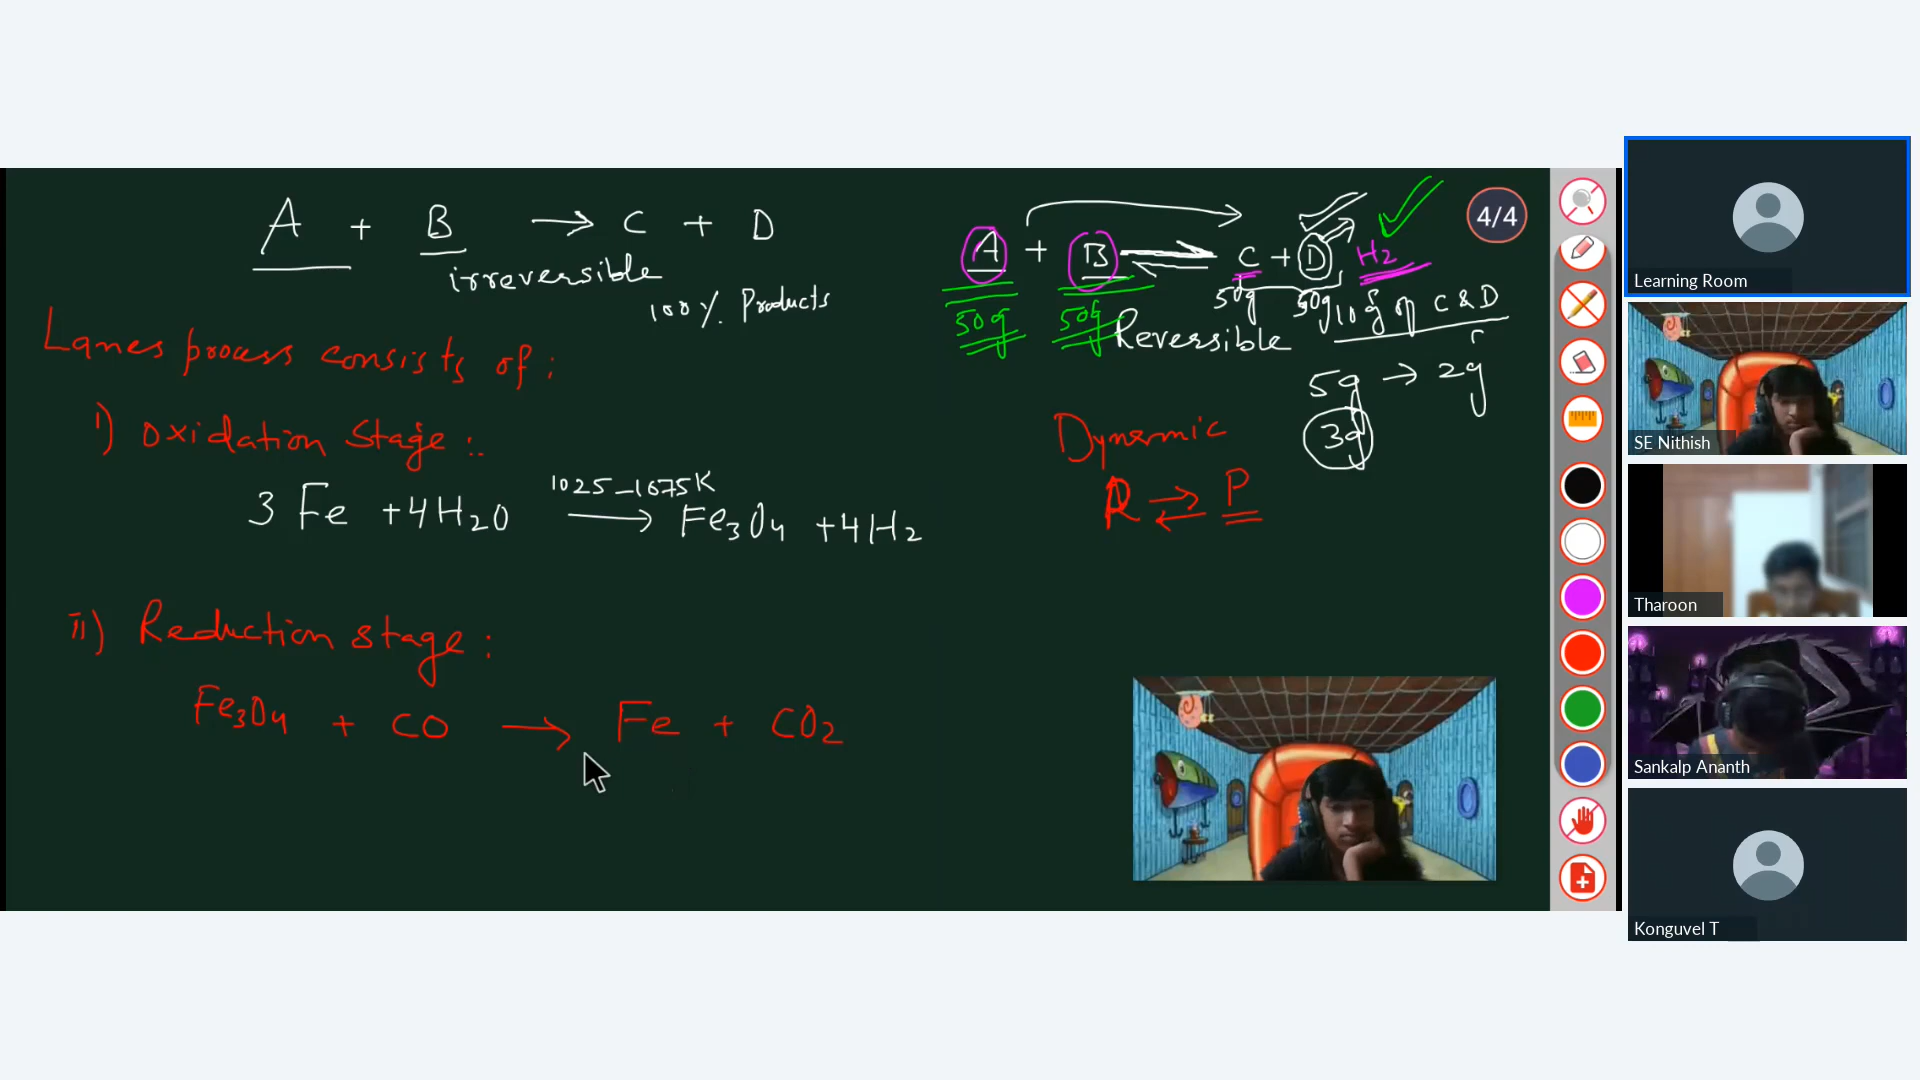 A + B → C + D
irreversible
100% Products
Lanes process consists of:
i) Oxidation Stage:-
1025-1075K
3 Fe + 4H2O → Fe3O4 + 4H2
ii) Reduction stage:
Fe3O4 + CO → Fe + CO2
A + B ⇌ C + D H2
50g 50g 50g 50g
10g of C & D
Reversible
5g → 2g
3g
Dynamic
R ⇌ P
4/4
Learning Room
SE Nithish
Tharoon
Sankalp Ananth
Konguvel T